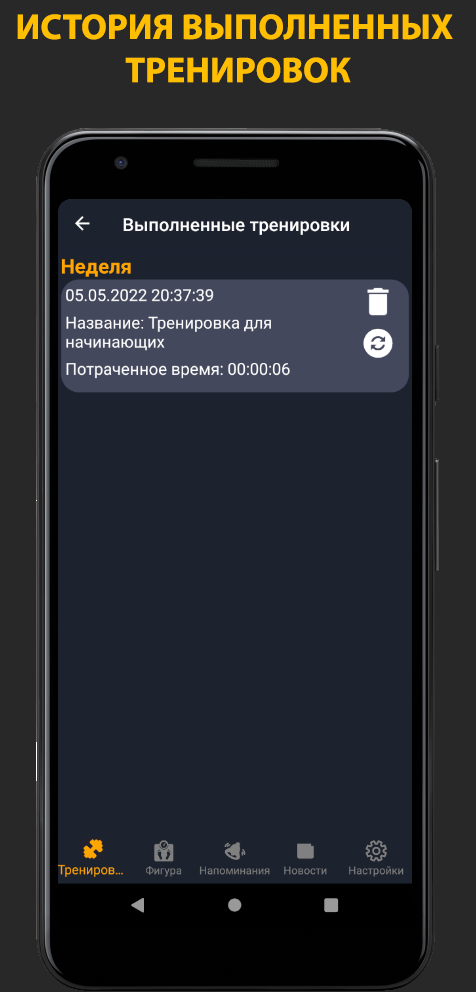 ИСТОРИЯ ВЫПОЛНЕННЫХ
ТРЕНИРОВОК
Выполненные тренировки
Неделя
05.05.2022 20:37:39
Название: Тренировка для
начинающих
Потраченное время: 00:00:06
Трениров... Фигура Напоминания Новости Настройки